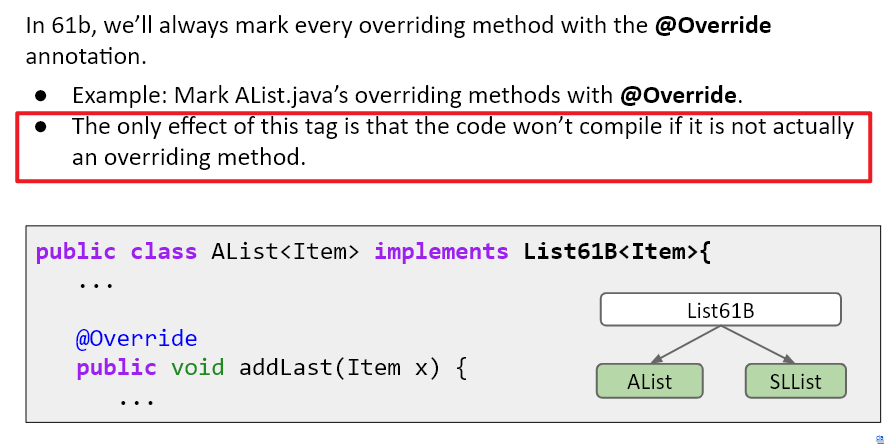 In 61b, we’ll always mark every overriding method with the @Override
annotation.
● Example: Mark AList.java’s overriding methods with @Override.
● The only effect of this tag is that the code won’t compile if it is not actually
an overriding method.
public class AList<Item> implements List61B<Item>{
...
@Override
public void addLast(Item x) {
...
List61B
AList
SLList